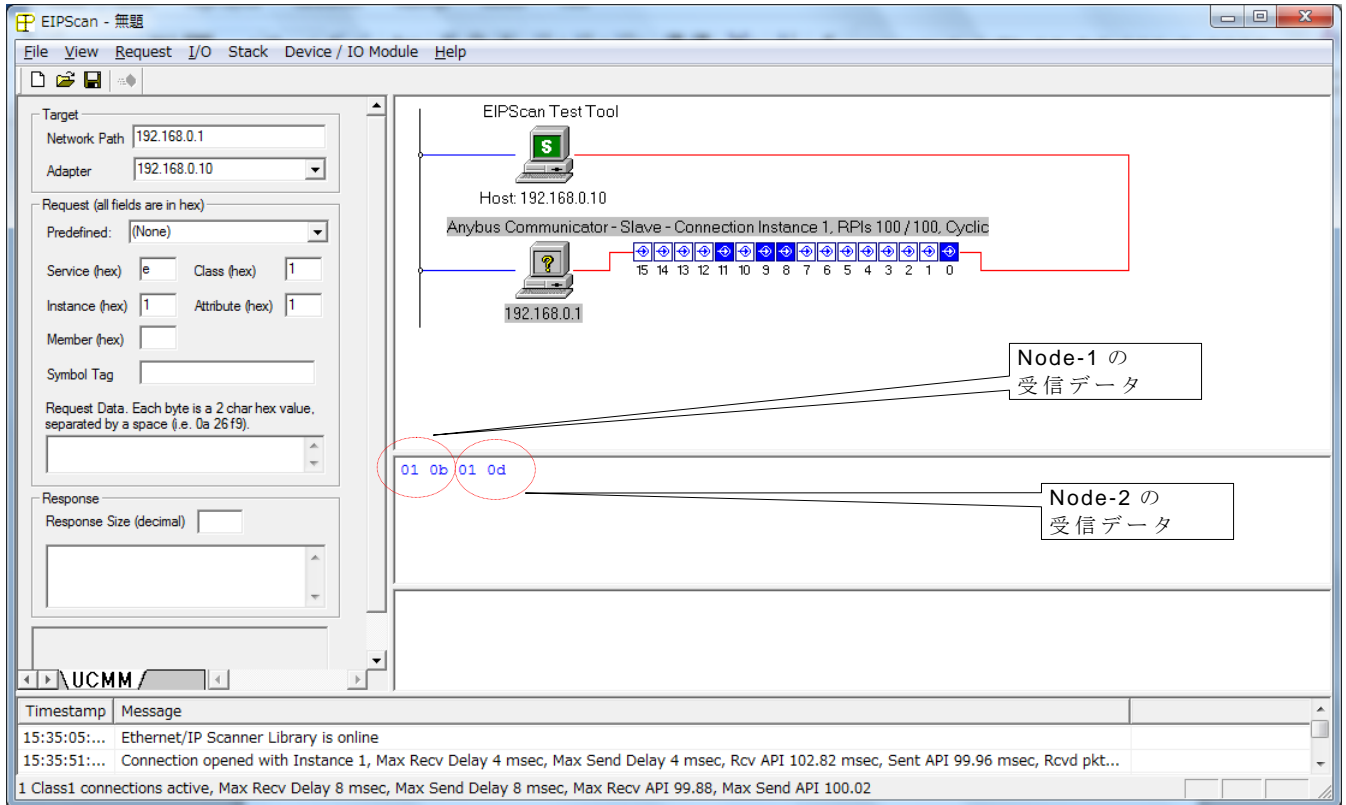 EIPScan - 無題
File View Request I/O Stack Device / IO Module Help
Target
Network Path 192.168.0.1
Adapter 192.168.0.10
Request (all fields are in hex)
Predefined: (None)
Service (hex) e Class (hex) 1
Instance (hex) 1 Attribute (hex) 1
Member (hex)
Symbol Tag
Request Data. Each byte is a 2 char hex value,
separated by a space (i.e. 0a 26 f9).
Response
Response Size (decimal)
UCMM
EIPScan Test Tool
S
Host: 192.168.0.10
Anybus Communicator - Slave - Connection Instance 1, RPIs 100 / 100, Cyclic
?
15 14 13 12 11 10 9 8 7 6 5 4 3 2 1 0
192.168.0.1
Node-1 の
受信データ
01 0b 01 0d
Node-2 の
受信データ
Timestamp Message
15:35:05:... Ethernet/IP Scanner Library is online
15:35:51:... Connection opened with Instance 1, Max Recv Delay 4 msec, Max Send Delay 4 msec, Rcv API 102.82 msec, Sent API 99.96 msec, Rcvd pkt...
1 Class1 connections active, Max Recv Delay 8 msec, Max Send Delay 8 msec, Max Recv API 99.88, Max Send API 100.02